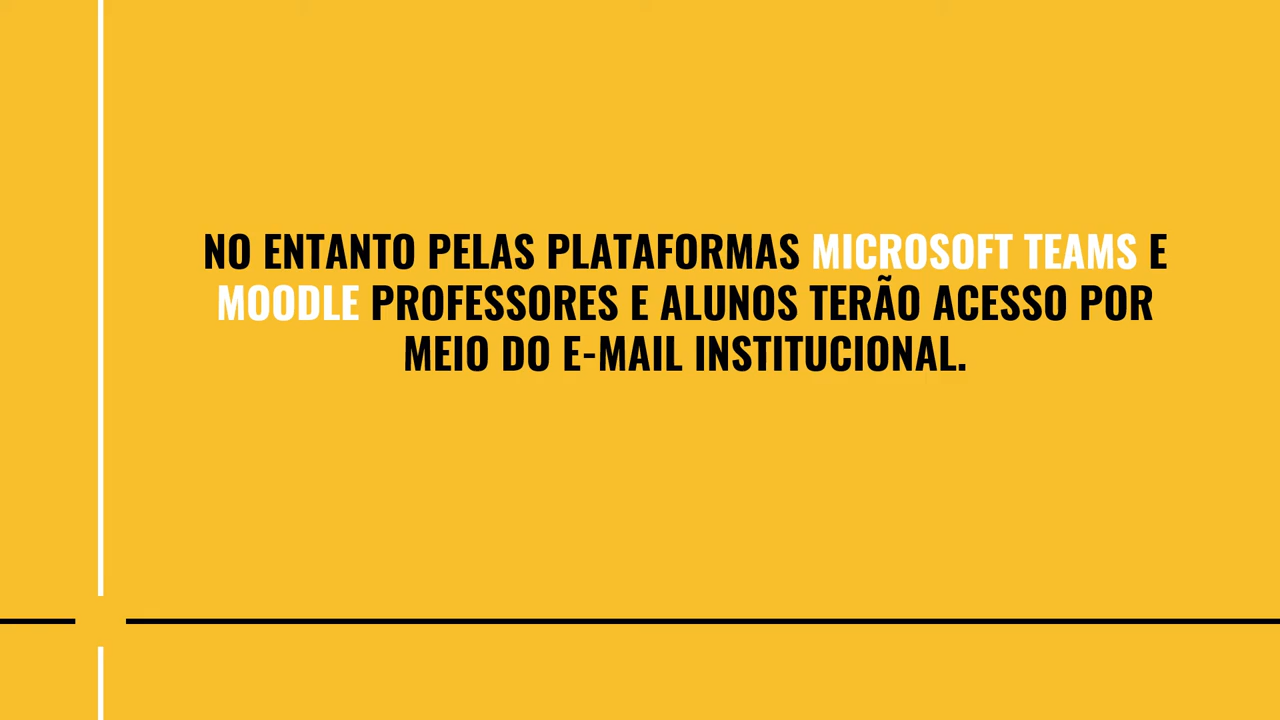 NO ENTANTO PELAS PLATAFORMAS MICROSOFT TEAMS E
MOODLE PROFESSORES E ALUNOS TERÃO ACESSO POR
MEIO DO E-MAIL INSTITUCIONAL.